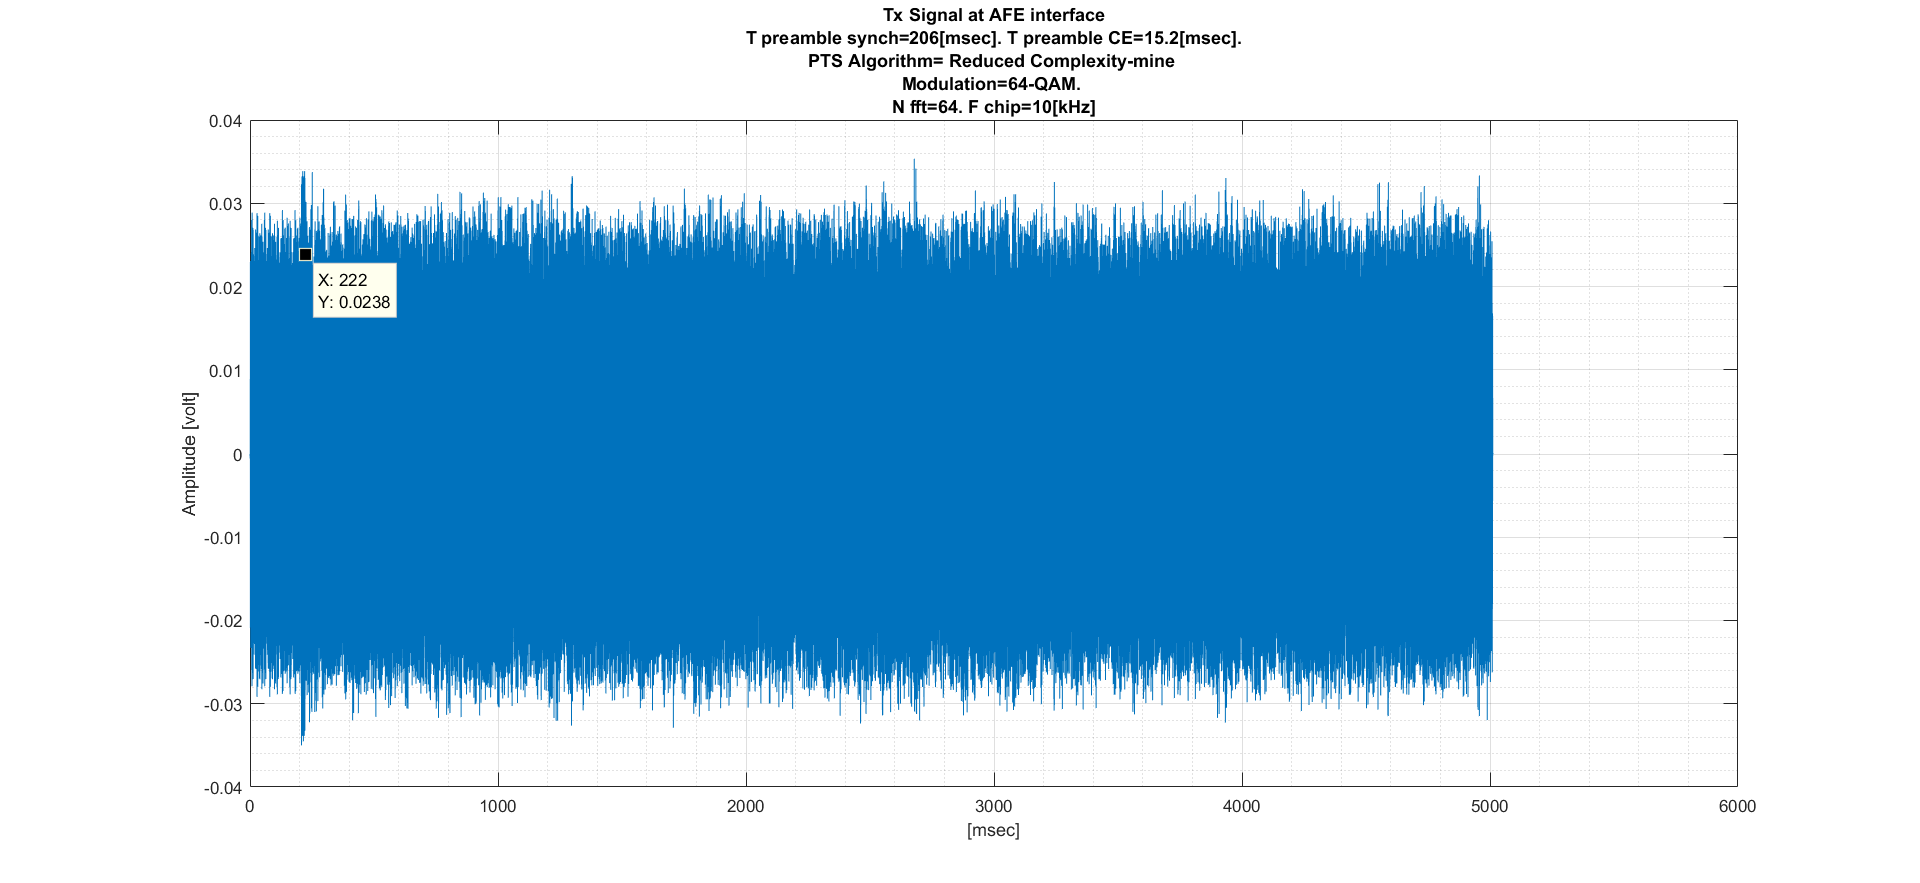 Tx Signal at AFE interface
T preamble synch=206[msec]. T preamble CE=15.2[msec].
PTS Algorithm= Reduced Complexity-mine
Modulation=64-QAM.
N fft=64. F chip=10[kHz]
0.04
0.03
0.02
0.01
0
-0.01
-0.02
-0.03
-0.04
Amplitude [volt]
X: 222
Y: 0.0238
0 1000 2000 3000 4000 5000 6000
[msec]